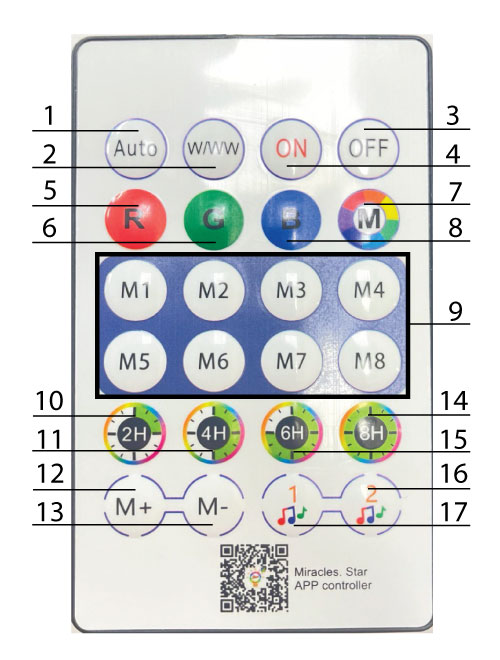 1
2
3
4
Auto
W/WW
ON
OFF
5
6
7
8
R
G
B
M
M1
M2
M3
M4
9
M5
M6
M7
M8
10
11
14
15
2H
4H
6H
8H
12
13
16
17
M+
M-
1
2
Miracles. Star
APP controller